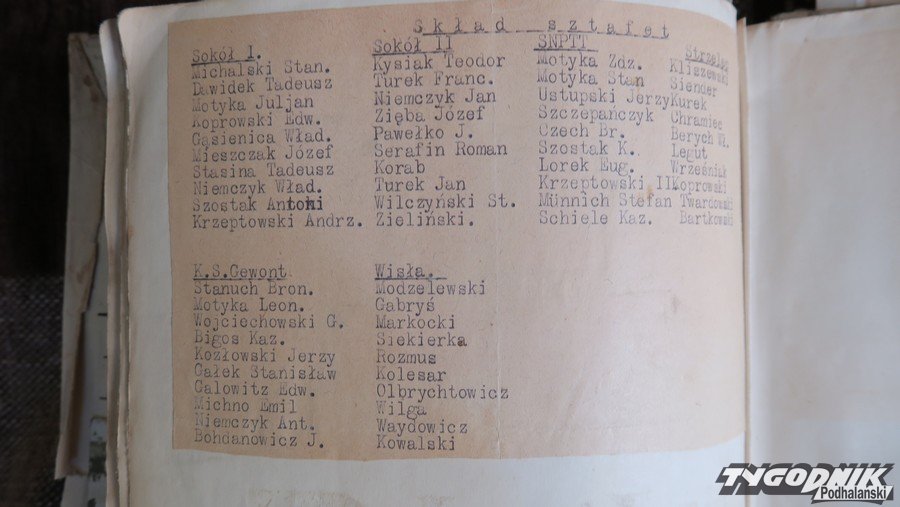 Skład sztafet
Sokół I.
Michalski Stan.
Dawidek Tadeusz
Motyka Juljan
Koprowski Edw.
Gąsienica Wład.
Mieszczak Józef
Stasina Tadeusz
Niemczyk Wład.
Szostak Antoni
Krzeptowski Andrz.
Sokół II
Kysiak Teodor
Turek Franc.
Niemczyk Jan
Zięba Józef
Pawełko J.
Serafin Roman
Korab
Turek Jan
Wilczyński St.
Zieliński.
SNPTT
Motyka Zdz.
Motyka Stan
Ustupski Jerzy
Szczepańczyk
Czech Br.
Szostak K.
Lorek Eug.
Krzeptowski II
Münnich Stefan
Schiele Kaz.
Strzelec
Kliszewski
Siender
Kurek
Chramiec
Berych Wł.
Legut
Wrześniak
Koprowski
Twardowski
Bartkowski
K.S.Gewont
Stanuch Bron.
Motyka Leon.
Wojciechowski G.
Bigos Kaz.
Kozłowski Jerzy
Całek Stanisław
Calowitz Edw.
Michno Emil
Niemczyk Ant.
Bohdanowicz J.
Wisła.
Modzelewski
Gabryś
Markocki
Siekierka
Rozmus
Kolesar
Olbrychtowicz
Wilga
Waydowicz
Kowalski
TYGODNIK
Podhalański